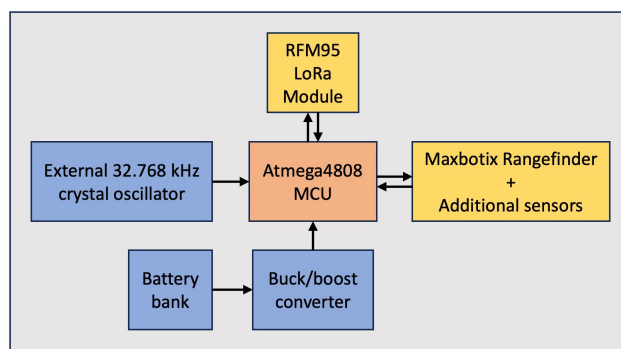 RFM95
LoRa
Module
External 32.768 kHz
crystal oscillator
Atmega4808
MCU
Maxbotix Rangefinder
+
Additional sensors
Battery
bank
Buck/boost
converter